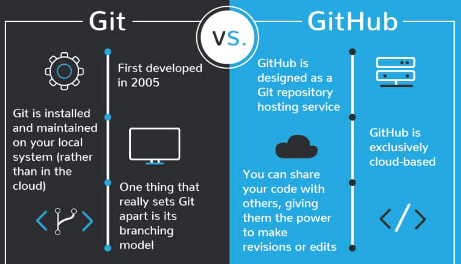 Git
vs.
GitHub
First developed
in 2005
Git is installed
and maintained
on your local
system (rather
than in the
cloud)
One thing that
really sets Git
apart is its
branching
model
GitHub is
designed as a
Git repository
hosting service
GitHub is
exclusively
cloud-based
You can share
your code with
others, giving
them the power
to make
revisions or edits